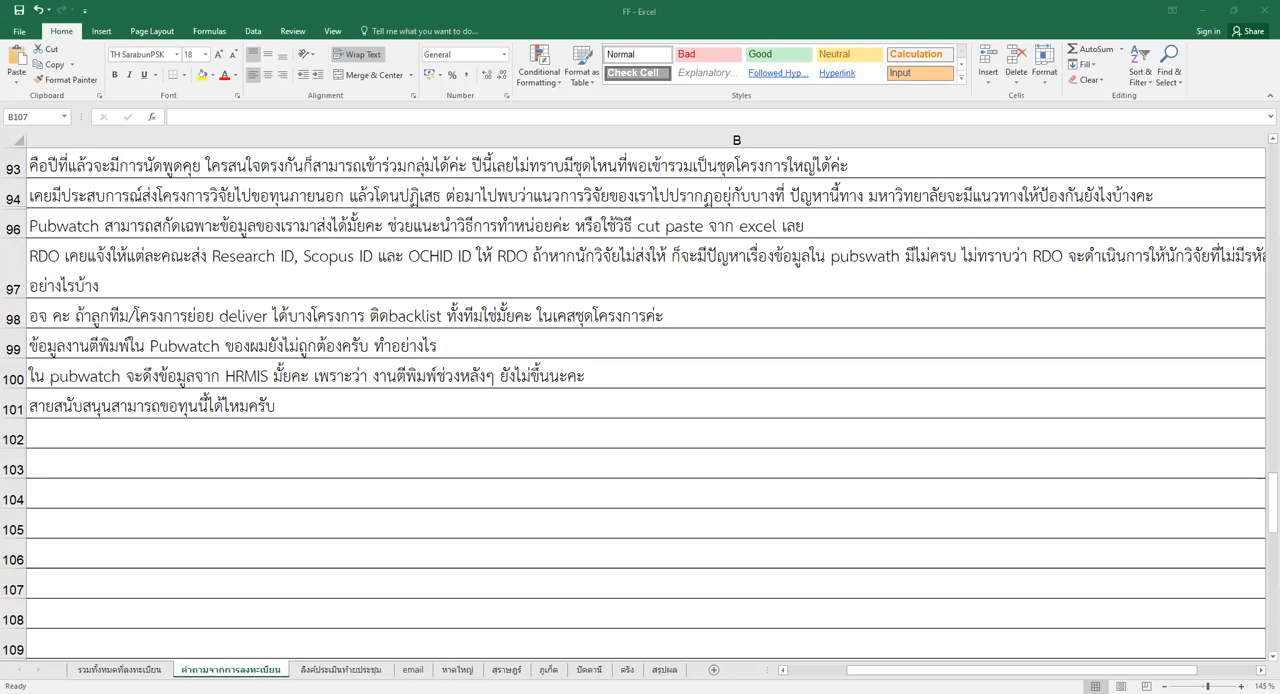 FF - Excel
File Home Insert Page Layout Formulas Data Review View Tell me what you want to do... Sign in Share
Paste Cut Copy Format Painter Clipboard
TH SarabunPSK 18 B I U Font
Wrap Text Merge & Center Alignment
General Number
Conditional Formatting Format as Table
Normal Bad Good Neutral Calculation
Check Cell Explanatory... Followed Hyp... Hyperlink Input
Styles
Insert Delete Format Cells
AutoSum Fill Clear Sort & Filter Find & Select Editing
B107 fx
B
93 คือปีที่แล้วจะมีการนัดพูดคุย ใครสนใจตรงกันก็สามารถเข้าร่วมกลุ่มได้ค่ะ ปีนี้เลยไม่ทราบมีชุดไหนที่พอเข้ารวมเป็นชุดโครงการใหญ่ได้ค่ะ
94 เคยมีประสบการณ์ส่งโครงการวิจัยไปขอทุนภายนอก แล้วโดนปฏิเสธ ต่อมาไปพบว่าแนวการวิจัยของเราไปปรากฏอยู่กับบางที่ ปัญหานี้ทาง มหาวิทยาลัยจะมีแนวทางให้ป้องกันยังไงบ้างคะ
96 Pubwatch สามารถสกัดเฉพาะข้อมูลของเรามาส่งได้มั้ยคะ ช่วยแนะนำวิธีการทำหน่อยค่ะ หรือใช้วิธี cut paste จาก excel เลย
97 RDO เคยแจ้งให้แต่ละคณะส่ง Research ID, Scopus ID และ OCHID ID ให้ RDO ถ้าหากนักวิจัยไม่ส่งให้ ก็จะมีปัญหาเรื่องข้อมูลใน pubswath มีไม่ครบ ไม่ทราบว่า RDO จะดำเนินการให้นักวิจัยที่ไม่มีรหัส
อย่างไรบ้าง
98 อจ คะ ถ้าลูกทีม/โครงการย่อย deliver ได้บางโครงการ ติดbacklist ทั้งทีมใช่มั้ยคะ ในเคสชุดโครงการค่ะ
99 ข้อมูลงานตีพิมพ์ใน Pubwatch ของผมยังไม่ถูกต้องครับ ทำอย่างไร
100 ใน pubwatch จะดึงข้อมูลจาก HRMIS มั้ยคะ เพราะว่า งานตีพิมพ์ช่วงหลังๆ ยังไม่ขึ้นนะคะ
101 สายสนับสนุนสามารถขอทุนนี้ได้ไหมครับ
102
103
104
105
106
107
108
109
รวมทั้งหมดที่ลงทะเบียน คำถามจากการลงทะเบียน ลิงค์ประเมินท้ายประชุม email หาดใหญ่ สุราษฎร์ ภูเก็ต ปัตตานี ตรัง สรุปผล
Ready 145 %